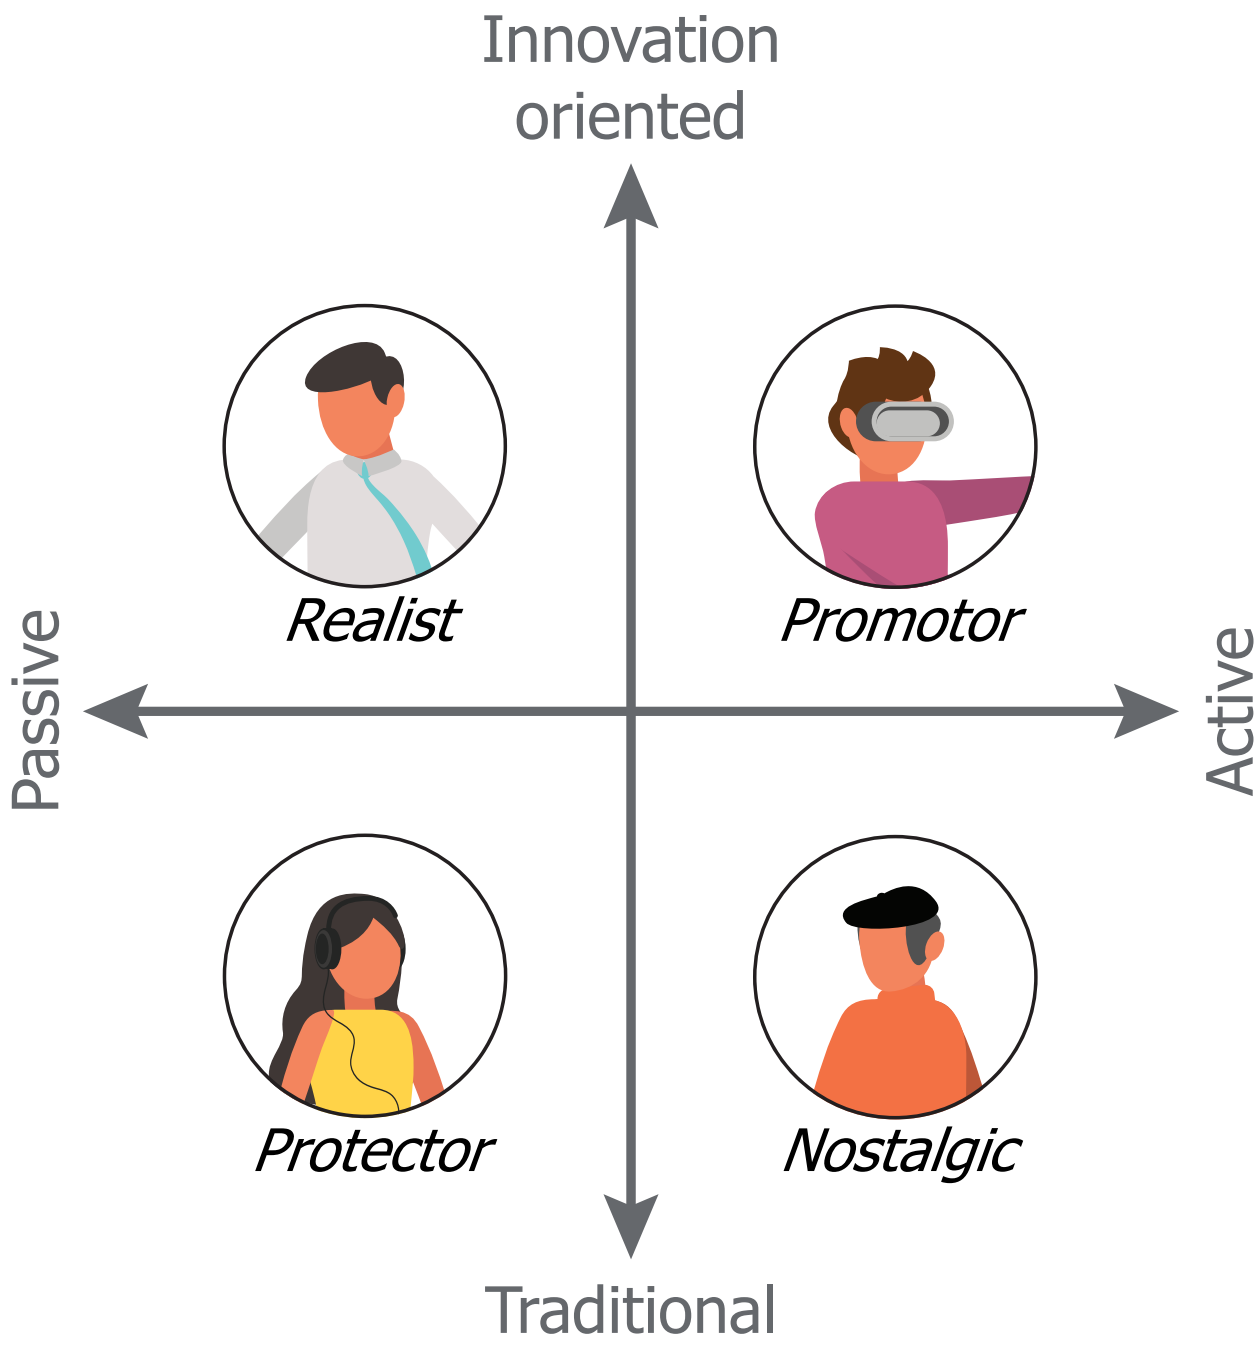 Innovation
oriented
Realist
Promotor
Passive
Active
Protector
Nostalgic
Traditional